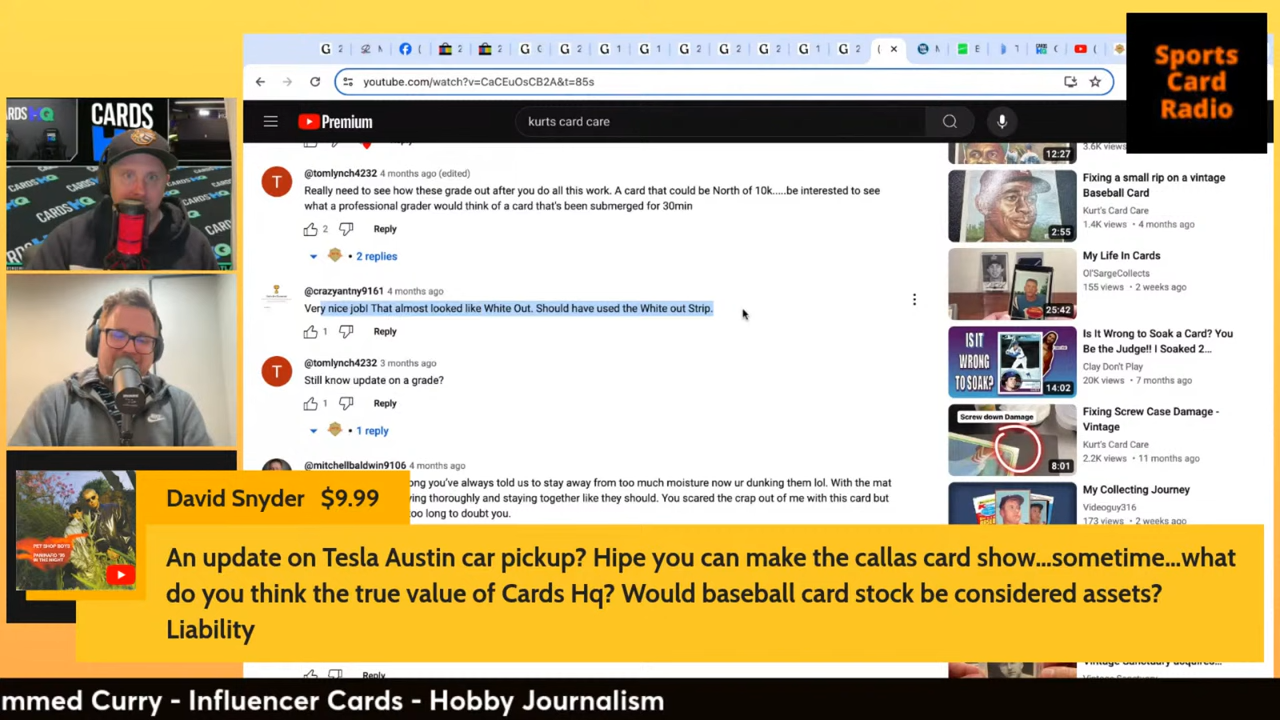 Sports
Card
Radio
youtube.com/watch?v=CaCEuOsCB2A&t=85s
Premium
kurts card care
@tomlynch4232 4 months ago (edited)
Really need to see how these grade out after you do all this work. A card that could be North of 10k.....be interested to see
what a professional grader would think of a card that's been submerged for 30min
2 Reply
2 replies
@crazyantny9161 4 months ago
Very nice job! That almost looked like White Out. Should have used the White out Strip.
1 Reply
@tomlynch4232 3 months ago
Still know update on a grade?
1 Reply
1 reply
@mitchellbaldwin9106 4 months ago
ong you've always told us to stay away from too much moisture now ur dunking them lol. With the mat
ying thoroughly and staying together like they should. You scared the crap out of me with this card but
too long to doubt you.
Reply
3.6K views
12:27
Fixing a small rip on a vintage
Baseball Card
Kurt's Card Care
1.4K views • 4 months ago
2:55
My Life In Cards
Ol'SargeCollects
155 views • 2 weeks ago
25:42
Is It Wrong to Soak a Card? You
Be the Judge!! I Soaked 2...
Clay Don't Play
20K views • 7 months ago
IS IT
WRONG
TO SOAK?
14:02
Fixing Screw Case Damage -
Vintage
Kurt's Card Care
2.2K views • 11 months ago
Screw down Damage
8:01
My Collecting Journey
Videoguy316
173 views • 2 weeks ago
RDS HQ
CARDS
HQ
David Snyder $9.99
PET SHOP BOYS
An update on Tesla Austin car pickup? Hipe you can make the callas card show...sometime...what
do you think the true value of Cards Hq? Would baseball card stock be considered assets?
Liability
mmed Curry - Influencer Cards - Hobby Journalism